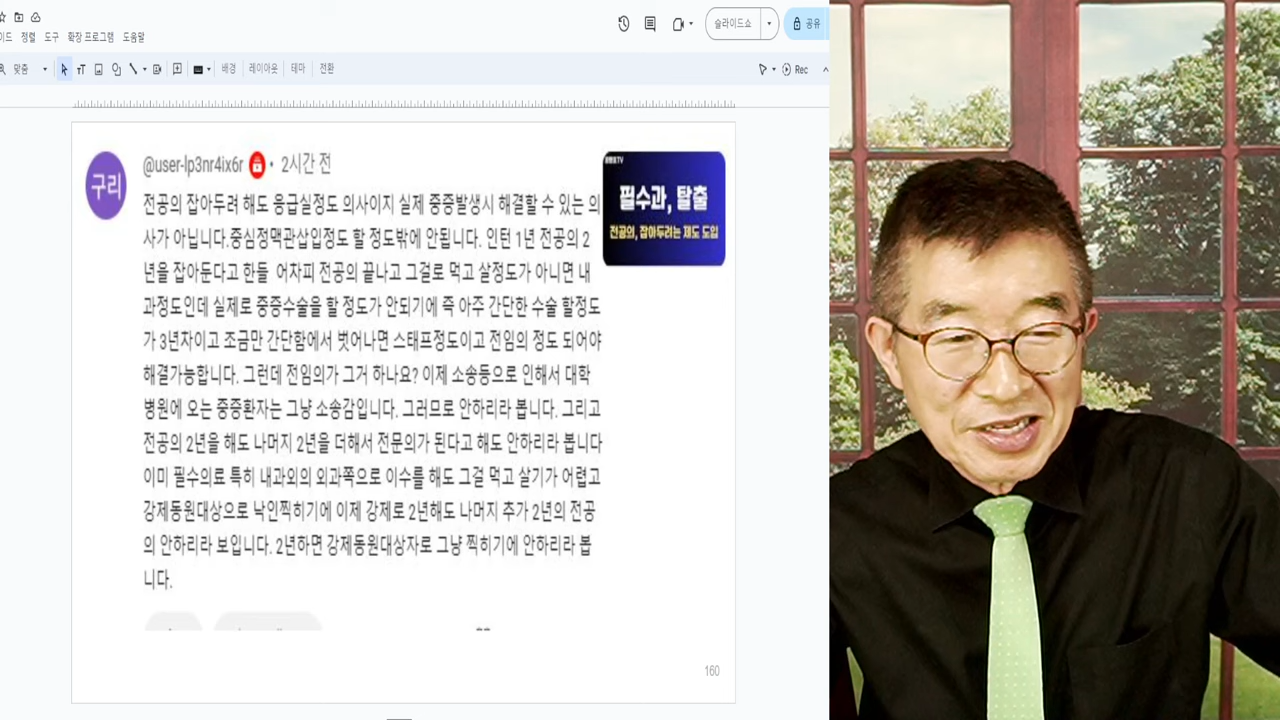 정렬 도구 확장 프로그램 도움말
슬라이드쇼
공유
맞춤
배경 레이아웃 테마 전환
Rec
구리
@user-lp3nr4ix6r • 2시간 전
전공의 잡아두려 해도 응급실정도 의사이지 실제 중증발생시 해결할 수 있는 의
사가 아닙니다.중심정맥관삽입정도 할 정도밖에 안됩니다. 인턴 1년 전공의 2
년을 잡아둔다고 한들 어차피 전공의 끝나고 그걸로 먹고 살정도가 아니면 내
과정도인데 실제로 중증수술을 할 정도가 안되기에 즉 아주 간단한 수술 할정도
가 3년차이고 조금만 간단함에서 벗어나면 스태프정도이고 전임의 정도 되어야
해결가능합니다. 그런데 전임의가 그거 하나요? 이제 소송등으로 인해서 대학
병원에 오는 중증환자는 그냥 소송감입니다. 그러므로 안하리라 봅니다. 그리고
전공의 2년을 해도 나머지 2년을 더해서 전문의가 된다고 해도 안하리라 봅니다
이미 필수의료 특히 내과외의 외과쪽으로 이수를 해도 그걸 먹고 살기가 어렵고
강제동원대상으로 낙인찍히기에 이제 강제로 2년해도 나머지 추가 2년의 전공
의 안하리라 보입니다. 2년하면 강제동원대상자로 그냥 찍히기에 안하리라 봅
니다.
필수과, 탈출
전공의, 잡아두려는 제도 도입
160